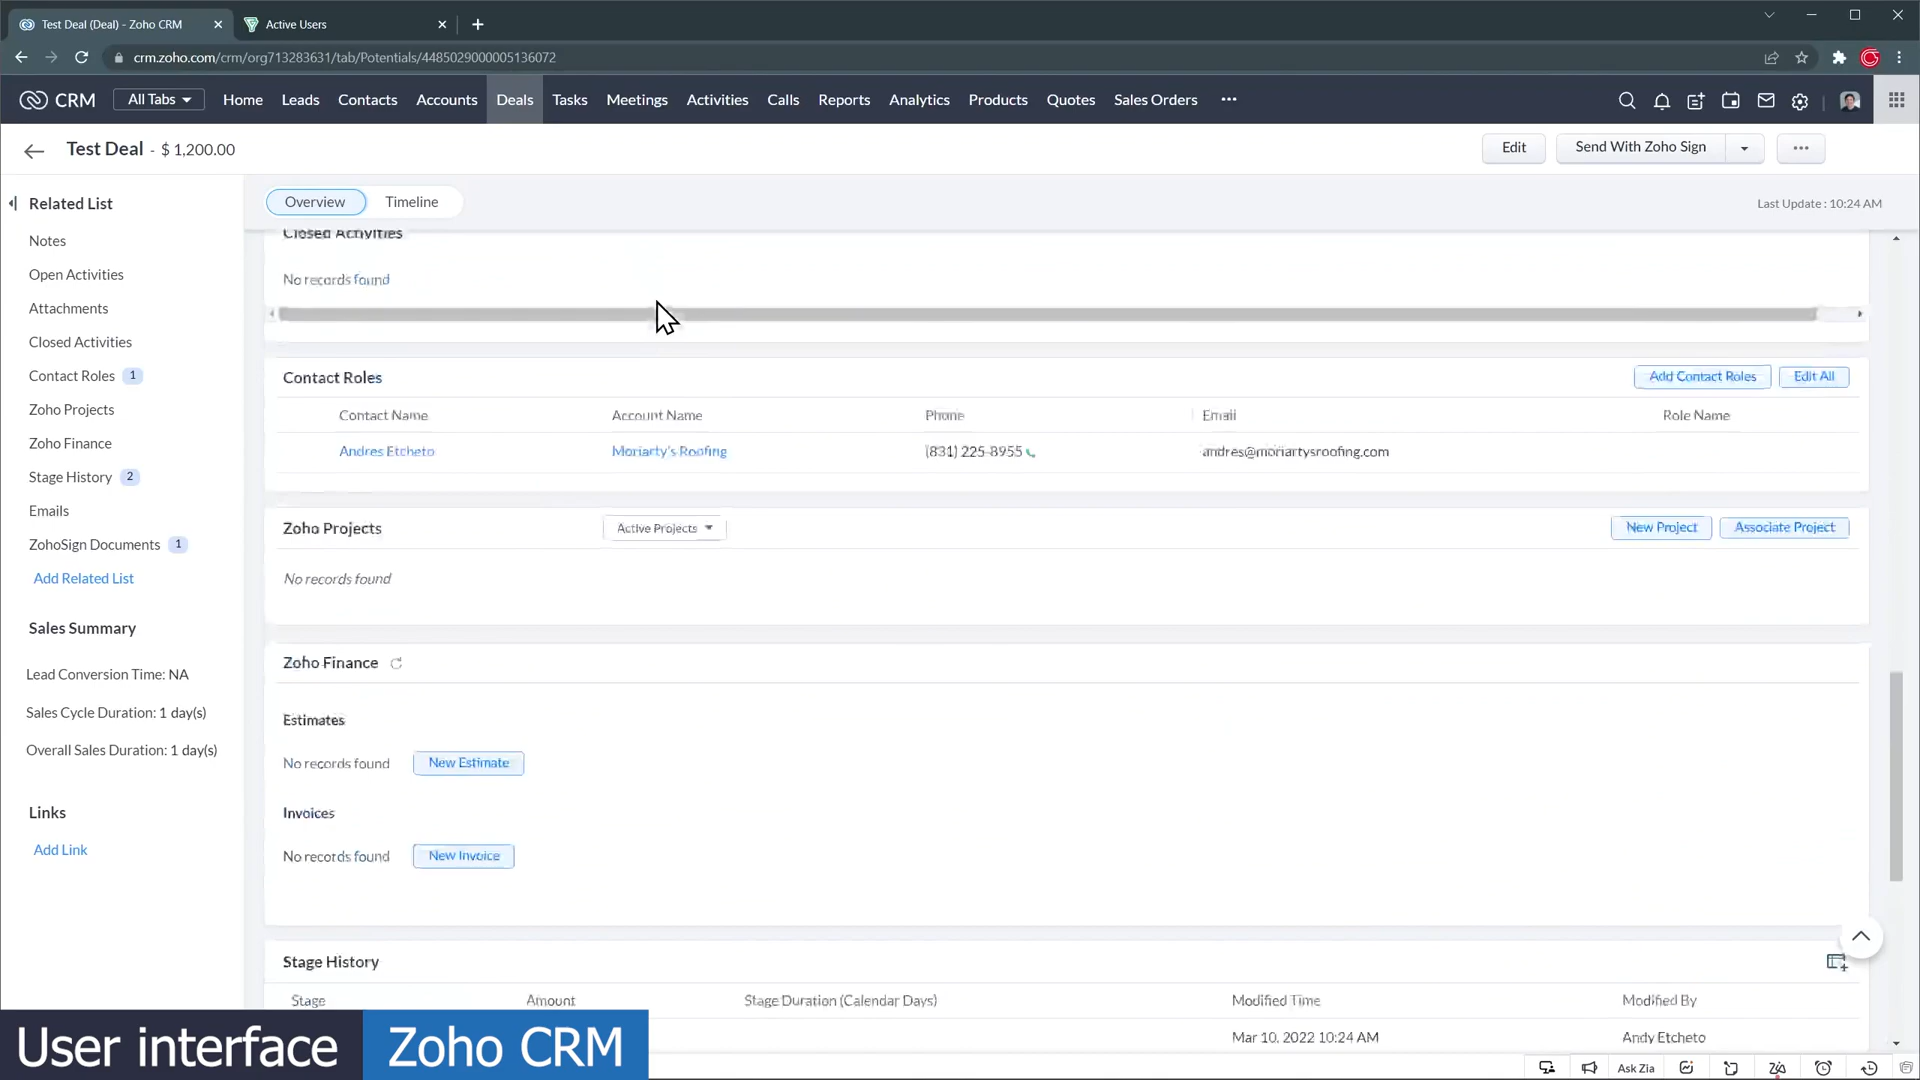 Test Deal (Deal) - Zoho CRM
Active Users
crm.zoho.com/crm/org713283631/tab/Potentials/4485029000005136072
CRM
All Tabs
Home
Leads
Contacts
Accounts
Deals
Tasks
Meetings
Activities
Calls
Reports
Analytics
Products
Quotes
Sales Orders
Test Deal - $ 1,200.00
Edit
Send With Zoho Sign
Related List
Notes
Open Activities
Attachments
Closed Activities
Contact Roles 1
Zoho Projects
Zoho Finance
Stage History 2
Emails
ZohoSign Documents 1
Add Related List
Sales Summary
Lead Conversion Time: NA
Sales Cycle Duration: 1 day(s)
Overall Sales Duration: 1 day(s)
Links
Add Link
Overview
Timeline
Last Update : 10:24 AM
Closed Activities
No records found
Contact Roles
Add Contact Roles
Edit All
Contact Name
Account Name
Phone
Email
Role Name
Andres Etcheto
Moriarty's Roofing
(831) 225-8955
andres@moriartysroofing.com
Zoho Projects
Active Projects
New Project
Associate Project
No records found
Zoho Finance
Estimates
No records found
New Estimate
Invoices
No records found
New Invoice
Stage History
Stage
Amount
Stage Duration (Calendar Days)
Modified Time
Modified By
Mar 10, 2022 10:24 AM
Andy Etcheto
User interface
Zoho CRM
Ask Zia